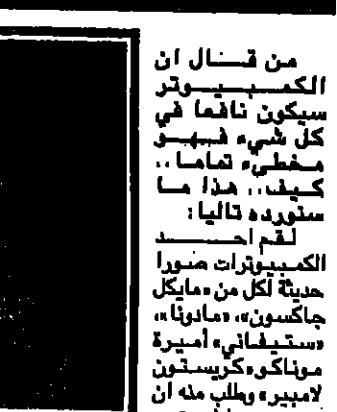 من قال ان
الكمبيوتر
سيكون نافعا في
كل شيء فهو
مخطيء تماما..
كيف.. هذا ما
سنورده تاليا:
لقم احد
الكمبيوترات صورا
حديثة لكل من «مايكل
جاكسون»، «مادونا»،
«ستيفاني» أميرة
موناكو و«كريستون
لامبير» وطلب منه ان